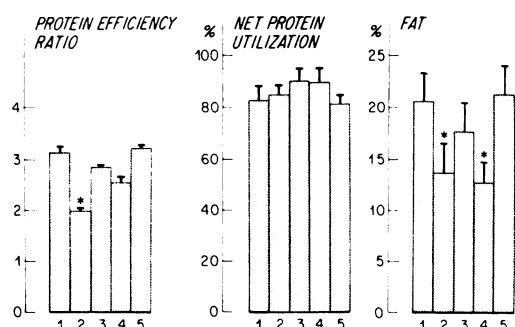 PROTEIN EFFICIENCY
RATIO
% NET PROTEIN
UTILIZATION
% FAT
4
3
2
1
0
*
1 2 3 4 5
100
80
60
40
20
0
1 2 3 4 5
25
20
15
10
5
0
* *
1 2 3 4 5